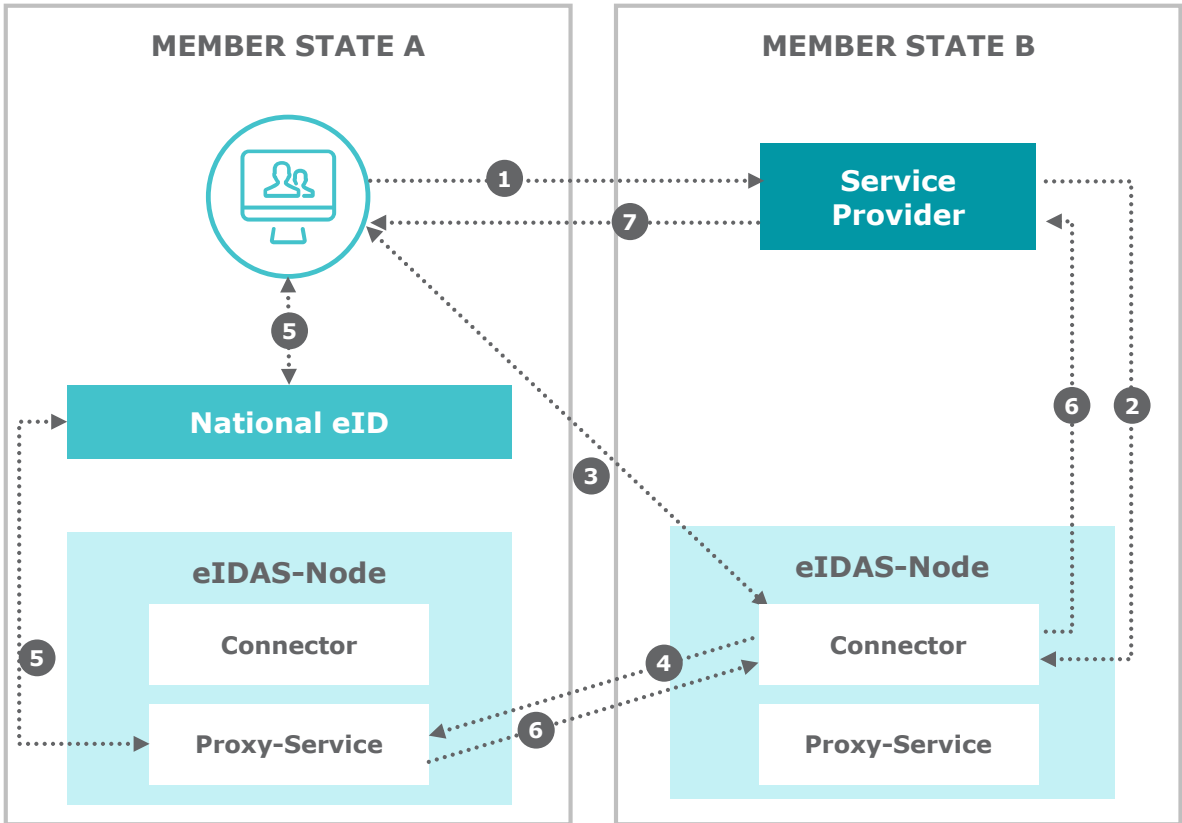 MEMBER STATE A
MEMBER STATE B
1
Service
Provider
7
5
National eID
6
2
3
eIDAS-Node
eIDAS-Node
Connector
Connector
5
4
6
Proxy-Service
Proxy-Service